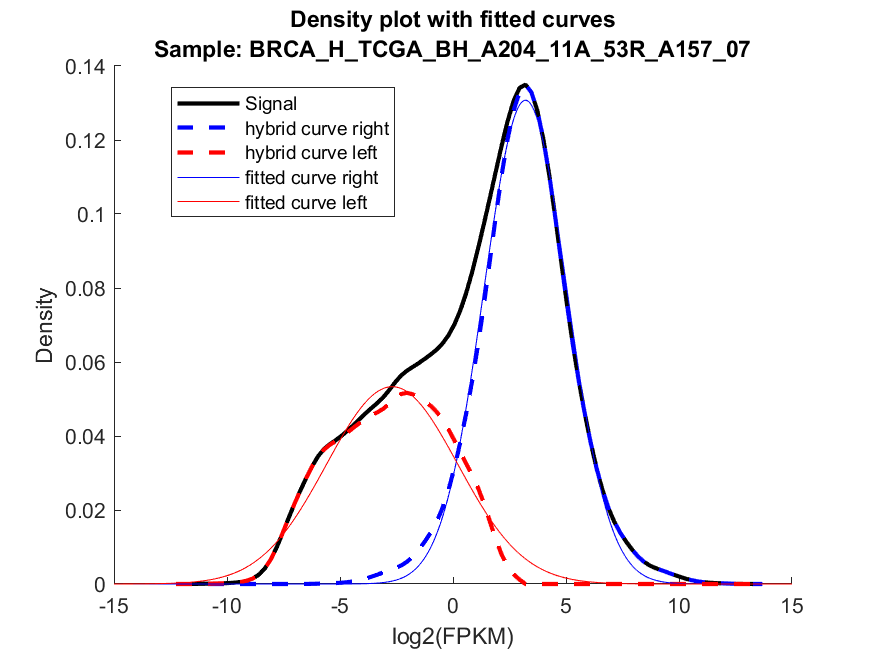 Density plot with fitted curves
Sample: BRCA_H_TCGA_BH_A204_11A_53R_A157_07
Signal
hybrid curve right
hybrid curve left
fitted curve right
fitted curve left
Density
0.14
0.12
0.1
0.08
0.06
0.04
0.02
0
-15
-10
-5
0
5
10
15
log2(FPKM)